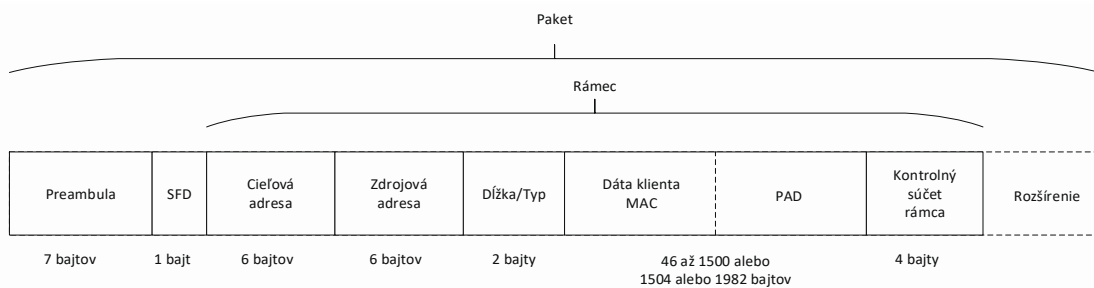 Paket
Rámec
Preambula
SFD
Cieľová
adresa
Zdrojová
adresa
Dĺžka/Typ
Dáta klienta
MAC
PAD
Kontrolný
súčet
rámca
Rozšírenie
7 bajtov
1 bajt
6 bajtov
6 bajtov
2 bajty
46 až 1500 alebo
1504 alebo 1982 bajtov
4 bajty